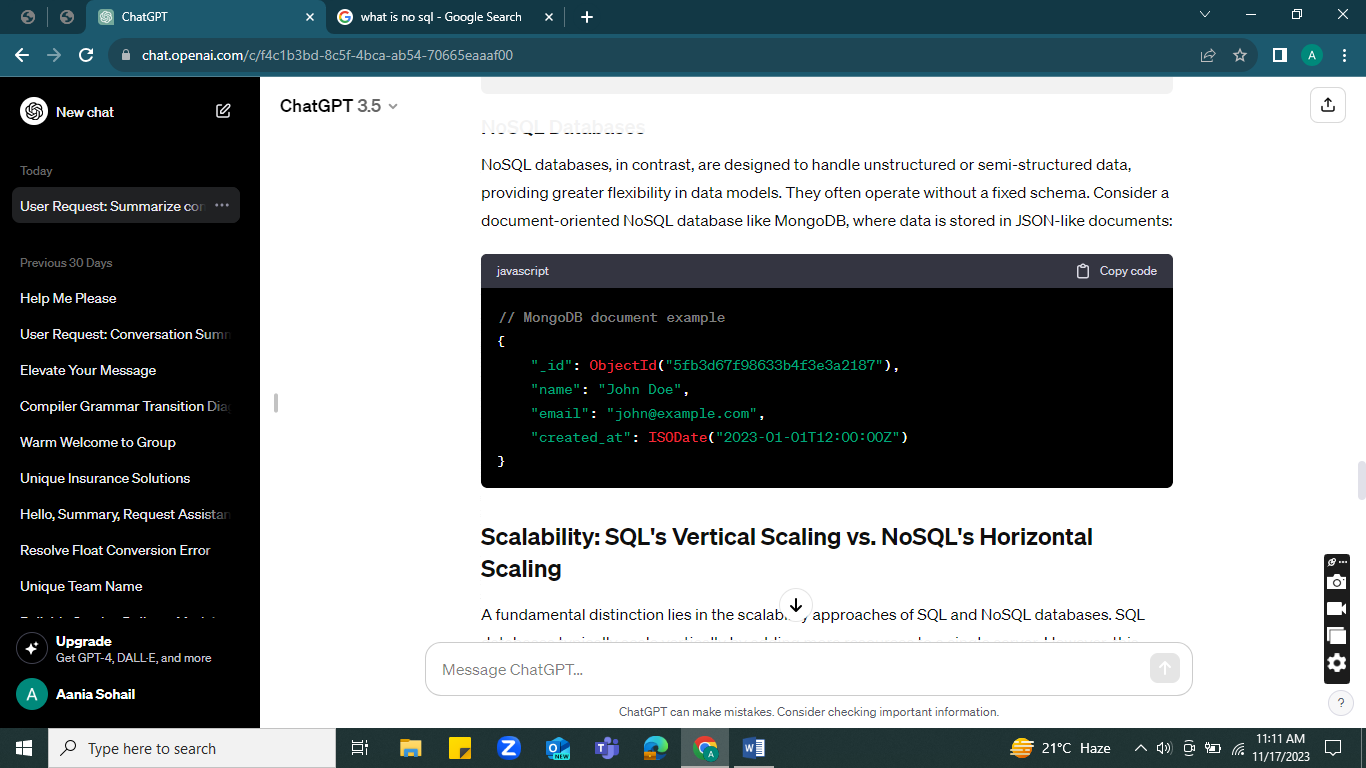 ChatGPT
what is no sql - Google Search
chat.openai.com/c/f4c1b3bd-8c5f-4bca-ab54-70665eaaaf00
A
New chat
Today
User Request: Summarize con
Previous 30 Days
Help Me Please
User Request: Conversation Summ
Elevate Your Message
Compiler Grammar Transition Dia
Warm Welcome to Group
Unique Insurance Solutions
Hello, Summary, Request Assistan
Resolve Float Conversion Error
Unique Team Name
Upgrade
Get GPT-4, DALL·E, and more
A
Aania Sohail
ChatGPT 3.5
NoSQL Databases
NoSQL databases, in contrast, are designed to handle unstructured or semi-structured data,
providing greater flexibility in data models. They often operate without a fixed schema. Consider a
document-oriented NoSQL database like MongoDB, where data is stored in JSON-like documents:
javascript
Copy code
// MongoDB document example
{
"_id": ObjectId("5fb3d67f98633b4f3e3a2187"),
"name": "John Doe",
"email": "john@example.com",
"created_at": ISODate("2023-01-01T12:00:00Z")
}
Scalability: SQL's Vertical Scaling vs. NoSQL's Horizontal
Scaling
A fundamental distinction lies in the scalability approaches of SQL and NoSQL databases. SQL
Message ChatGPT…
ChatGPT can make mistakes. Consider checking important information.
?
Type here to search
NEW
A
21°C Haze
11:11 AM
11/17/2023